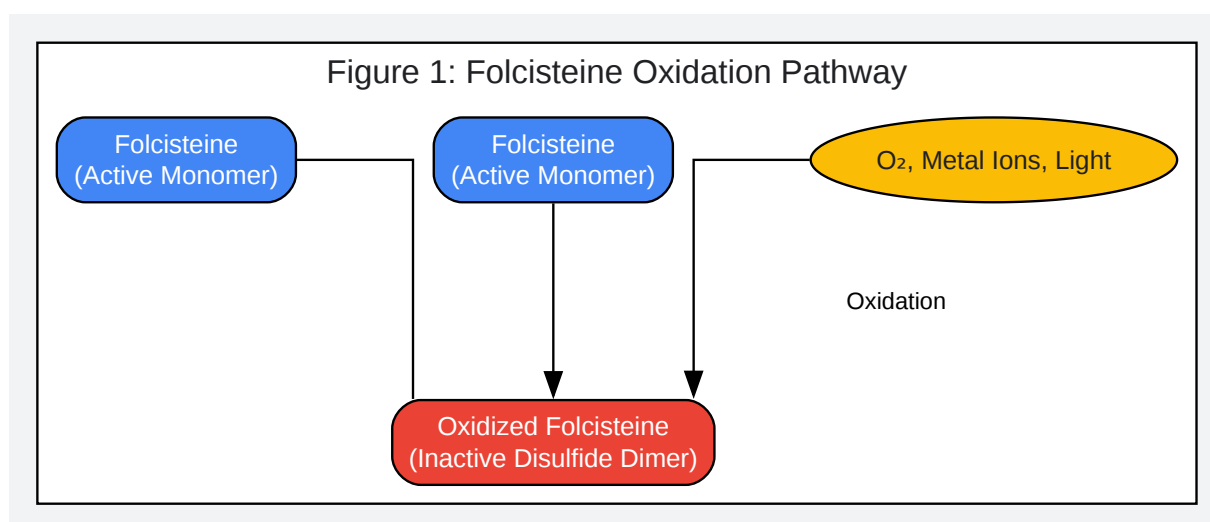 Figure 1: Folcisteine Oxidation Pathway
Folcisteine
(Active Monomer)
Folcisteine
(Active Monomer)
O₂, Metal Ions, Light
Oxidation
Oxidized Folcisteine
(Inactive Disulfide Dimer)